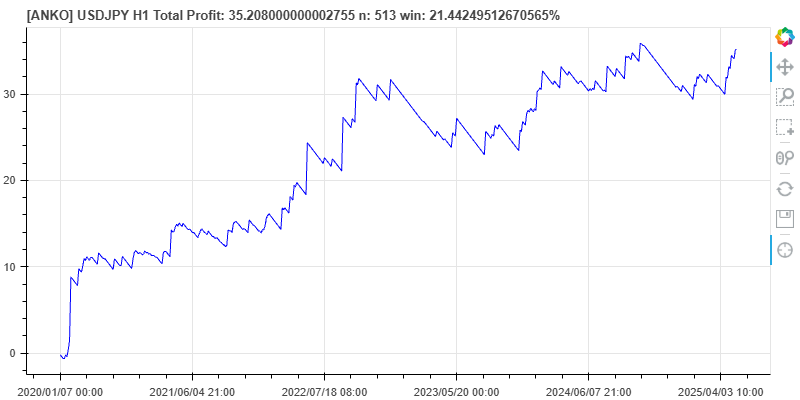 [ANKO] USDJPY H1 Total Profit: 35.208000000002755 n: 513 win: 21.44249512670565%
30
20
10
0
2020/01/07 00:00 2021/06/04 21:00 2022/07/18 08:00 2023/05/20 00:00 2024/06/07 21:00 2025/04/03 10:00